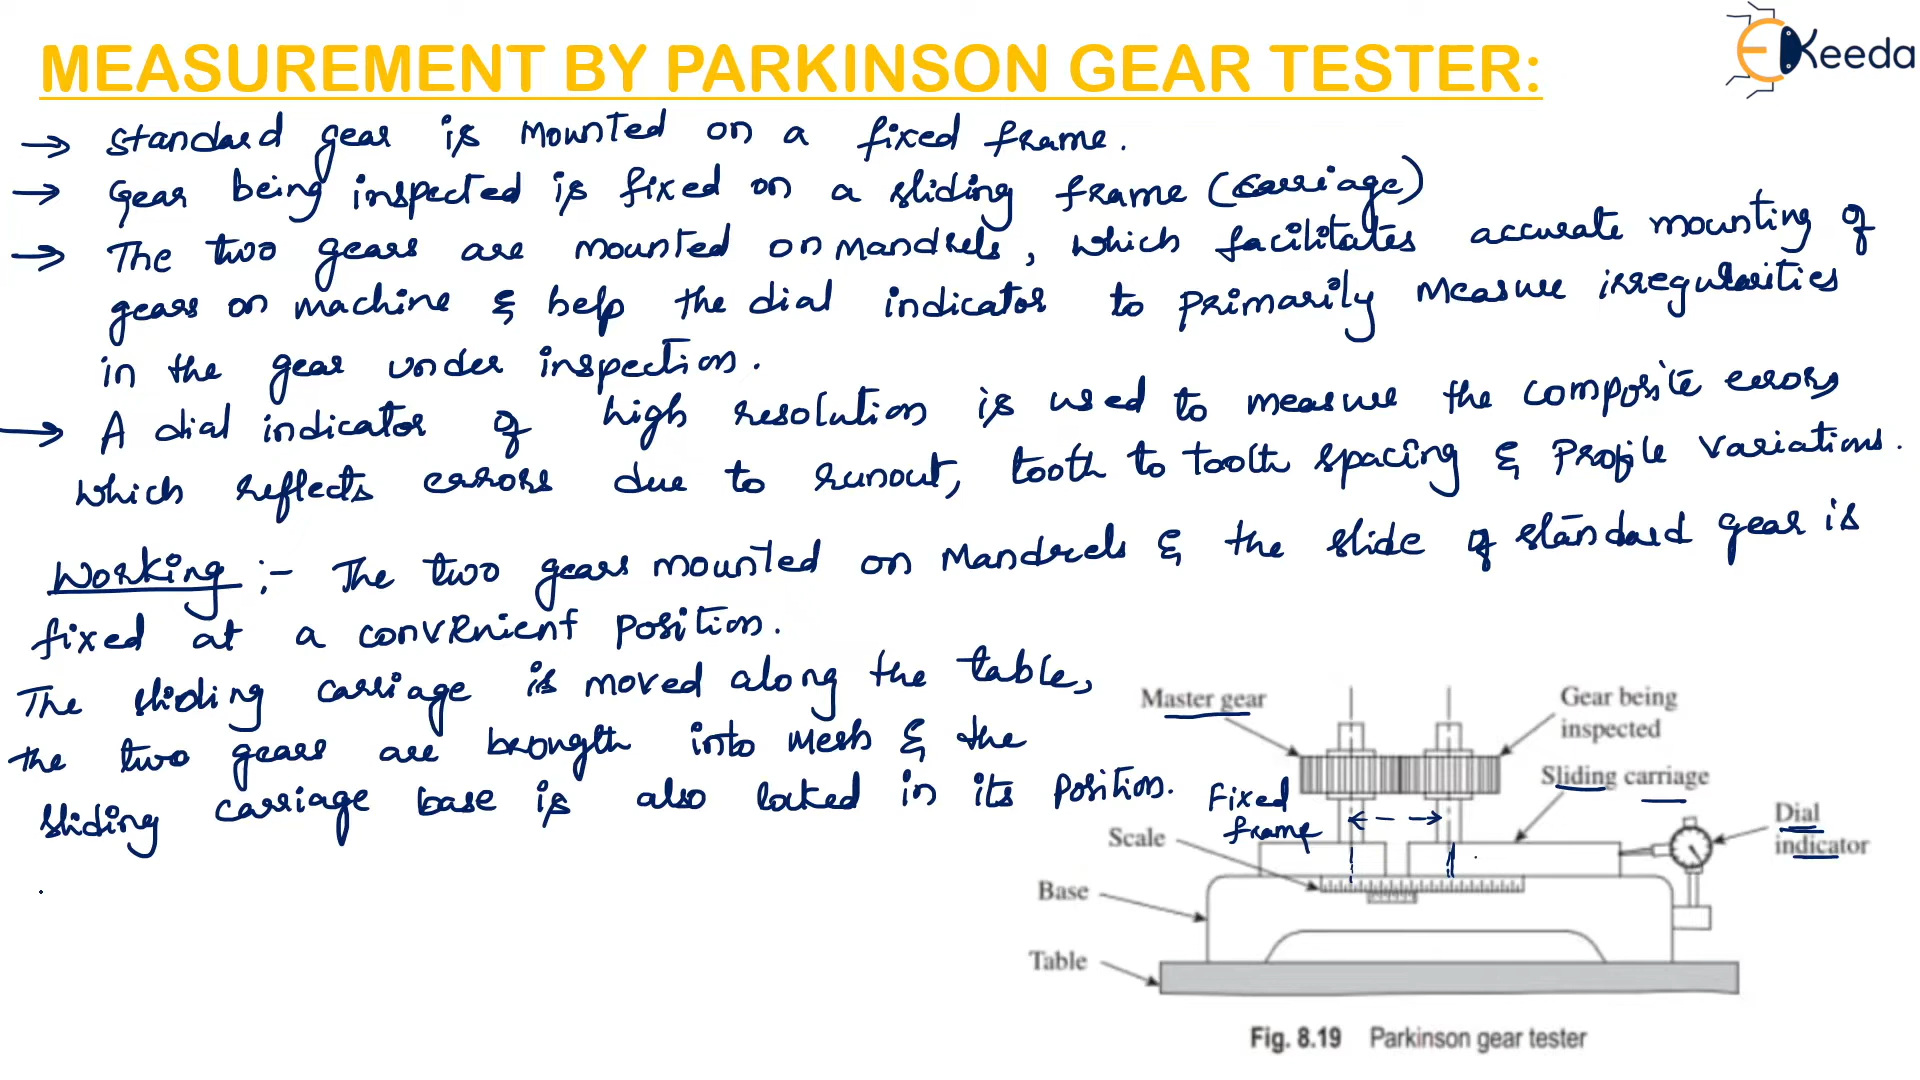 MEASUREMENT BY PARKINSON GEAR TESTER:
EKeeda
→ Standard gear is mounted on a fixed frame.
→ Gear being inspected is fixed on a sliding frame (carriage)
→ The two gears are mounted on mandrels, which facilitates accurate mounting of
gears on machine & help the dial indicator to primarily measure irregularities
in the gear under inspection.
→ A dial indicator of high resolution is used to measure the composite errors
which reflects errors due to runout, tooth to tooth spacing & profile variations.
Working :- The two gears mounted on Mandrels & the slide of standard gear is
fixed at a convenient position.
The sliding carriage is moved along the table,
the two gears are brougth into mesh & the
sliding carriage base is also locked in its position.
Master gear
Gear being
inspected
Sliding carriage
Fixed
frame
Dial
indicator
Scale
Base
Table
Fig. 8.19 Parkinson gear tester